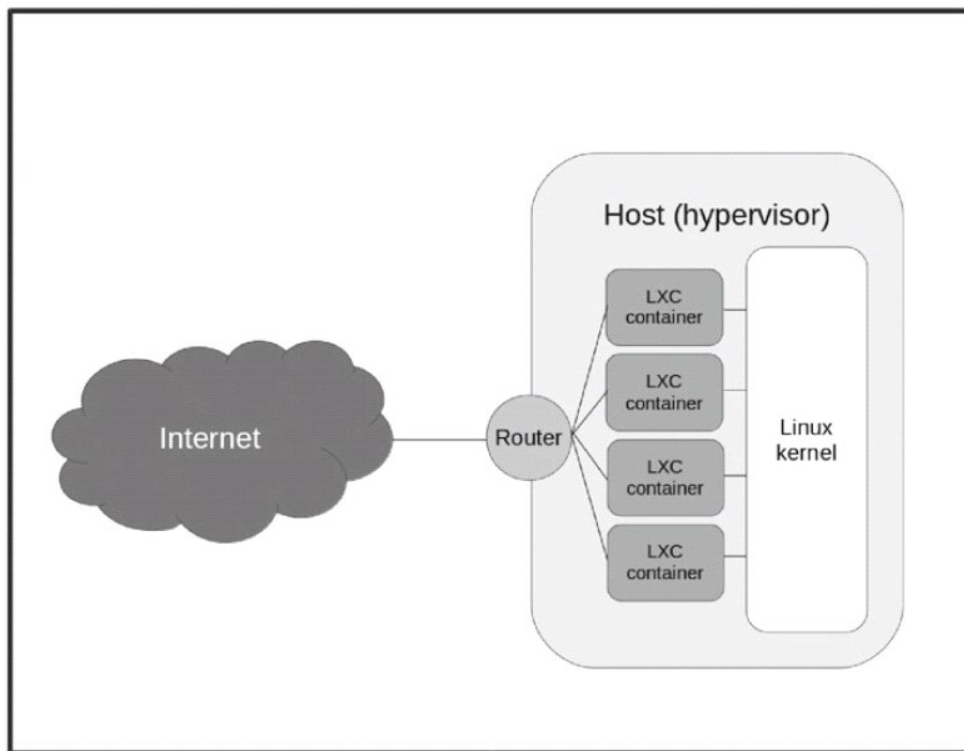 Host (hypervisor)
LXC
container
LXC
container
LXC
container
LXC
container
Linux
kernel
Internet
Router